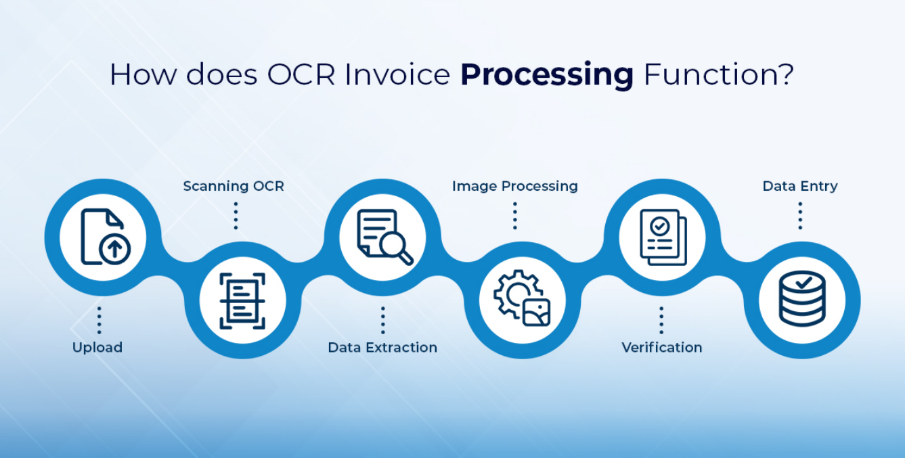 How does OCR Invoice Processing Function?
Scanning OCR
Image Processing
Data Entry
Upload
Data Extraction
Verification